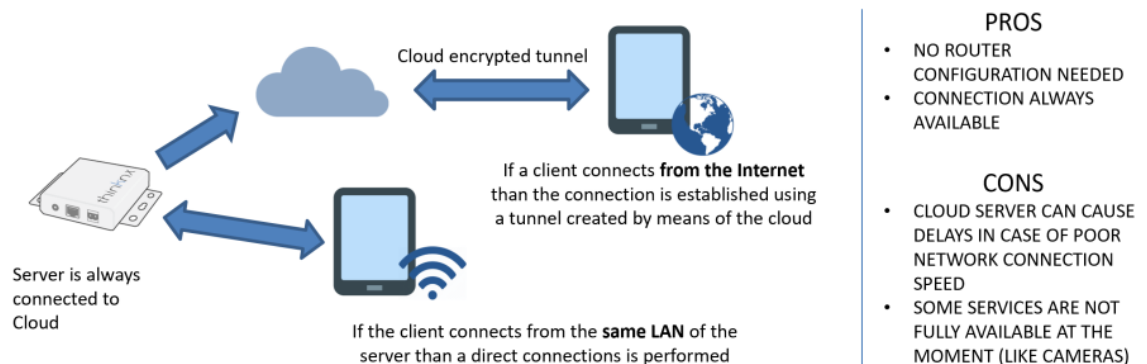 Cloud encrypted tunnel
thinknx
Server is always
connected to
Cloud
If a client connects from the Internet
than the connection is established using
a tunnel created by means of the cloud
If the client connects from the same LAN of the
server than a direct connections is performed
PROS
• NO ROUTER
CONFIGURATION NEEDED
• CONNECTION ALWAYS
AVAILABLE
CONS
• CLOUD SERVER CAN CAUSE
DELAYS IN CASE OF POOR
NETWORK CONNECTION
SPEED
• SOME SERVICES ARE NOT
FULLY AVAILABLE AT THE
MOMENT (LIKE CAMERAS)